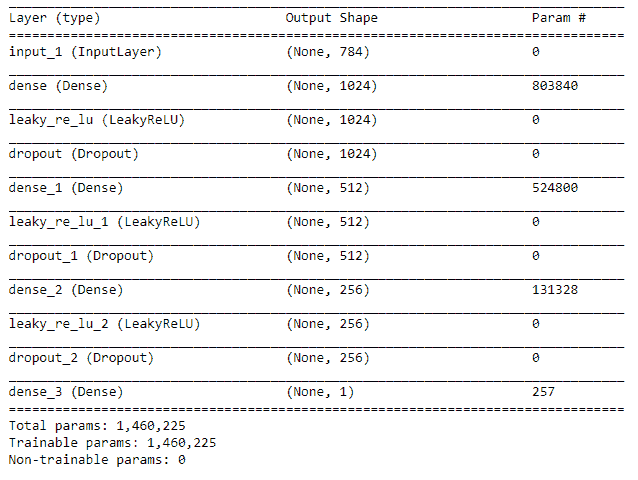 Layer (type) Output Shape Param #
input_1 (InputLayer) (None, 784) 0
dense (Dense) (None, 1024) 803840
leaky_re_lu (LeakyReLU) (None, 1024) 0
dropout (Dropout) (None, 1024) 0
dense_1 (Dense) (None, 512) 524800
leaky_re_lu_1 (LeakyReLU) (None, 512) 0
dropout_1 (Dropout) (None, 512) 0
dense_2 (Dense) (None, 256) 131328
leaky_re_lu_2 (LeakyReLU) (None, 256) 0
dropout_2 (Dropout) (None, 256) 0
dense_3 (Dense) (None, 1) 257
Total params: 1,460,225
Trainable params: 1,460,225
Non-trainable params: 0